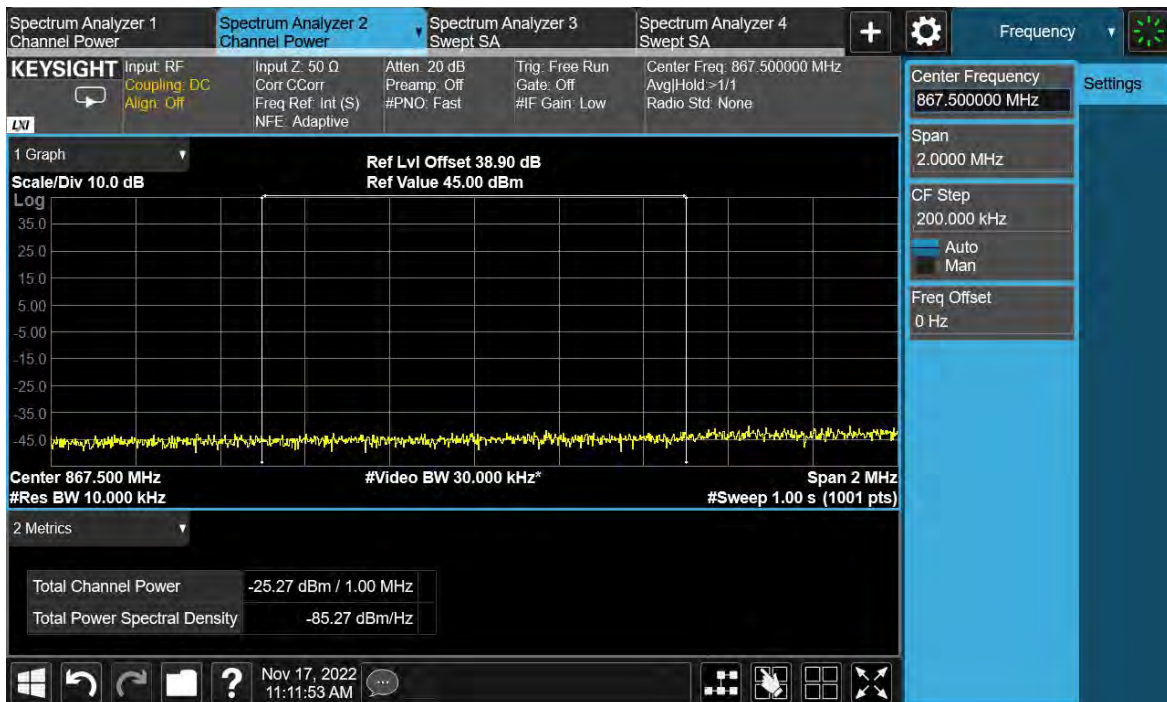 Spectrum Analyzer 1
Channel Power
Spectrum Analyzer 2
Channel Power
Spectrum Analyzer 3
Swept SA
Spectrum Analyzer 4
Swept SA
+
Frequency
KEYSIGHT
LXI
Input: RF
Coupling: DC
Align: Off
Input Z: 50 Ω
Corr CCorr
Freq Ref: Int (S)
NFE: Adaptive
Atten: 20 dB
Preamp: Off
#PNO: Fast
Trig: Free Run
Gate: Off
#IF Gain: Low
Center Freq: 867.500000 MHz
Avg|Hold >1/1
Radio Std: None
Center Frequency
867.500000 MHz
Settings
Span
2.0000 MHz
CF Step
200.000 kHz
Auto
Man
Freq Offset
0 Hz
1 Graph
Scale/Div 10.0 dB
Ref Lvl Offset 38.90 dB
Ref Value 45.00 dBm
Log
35.0
25.0
15.0
5.00
-5.00
-15.0
-25.0
-35.0
-45.0
Center 867.500 MHz
#Video BW 30.000 kHz*
Span 2 MHz
#Res BW 10.000 kHz
#Sweep 1.00 s (1001 pts)
2 Metrics
Total Channel Power -25.27 dBm / 1.00 MHz
Total Power Spectral Density -85.27 dBm/Hz
?
Nov 17, 2022
11:11:53 AM